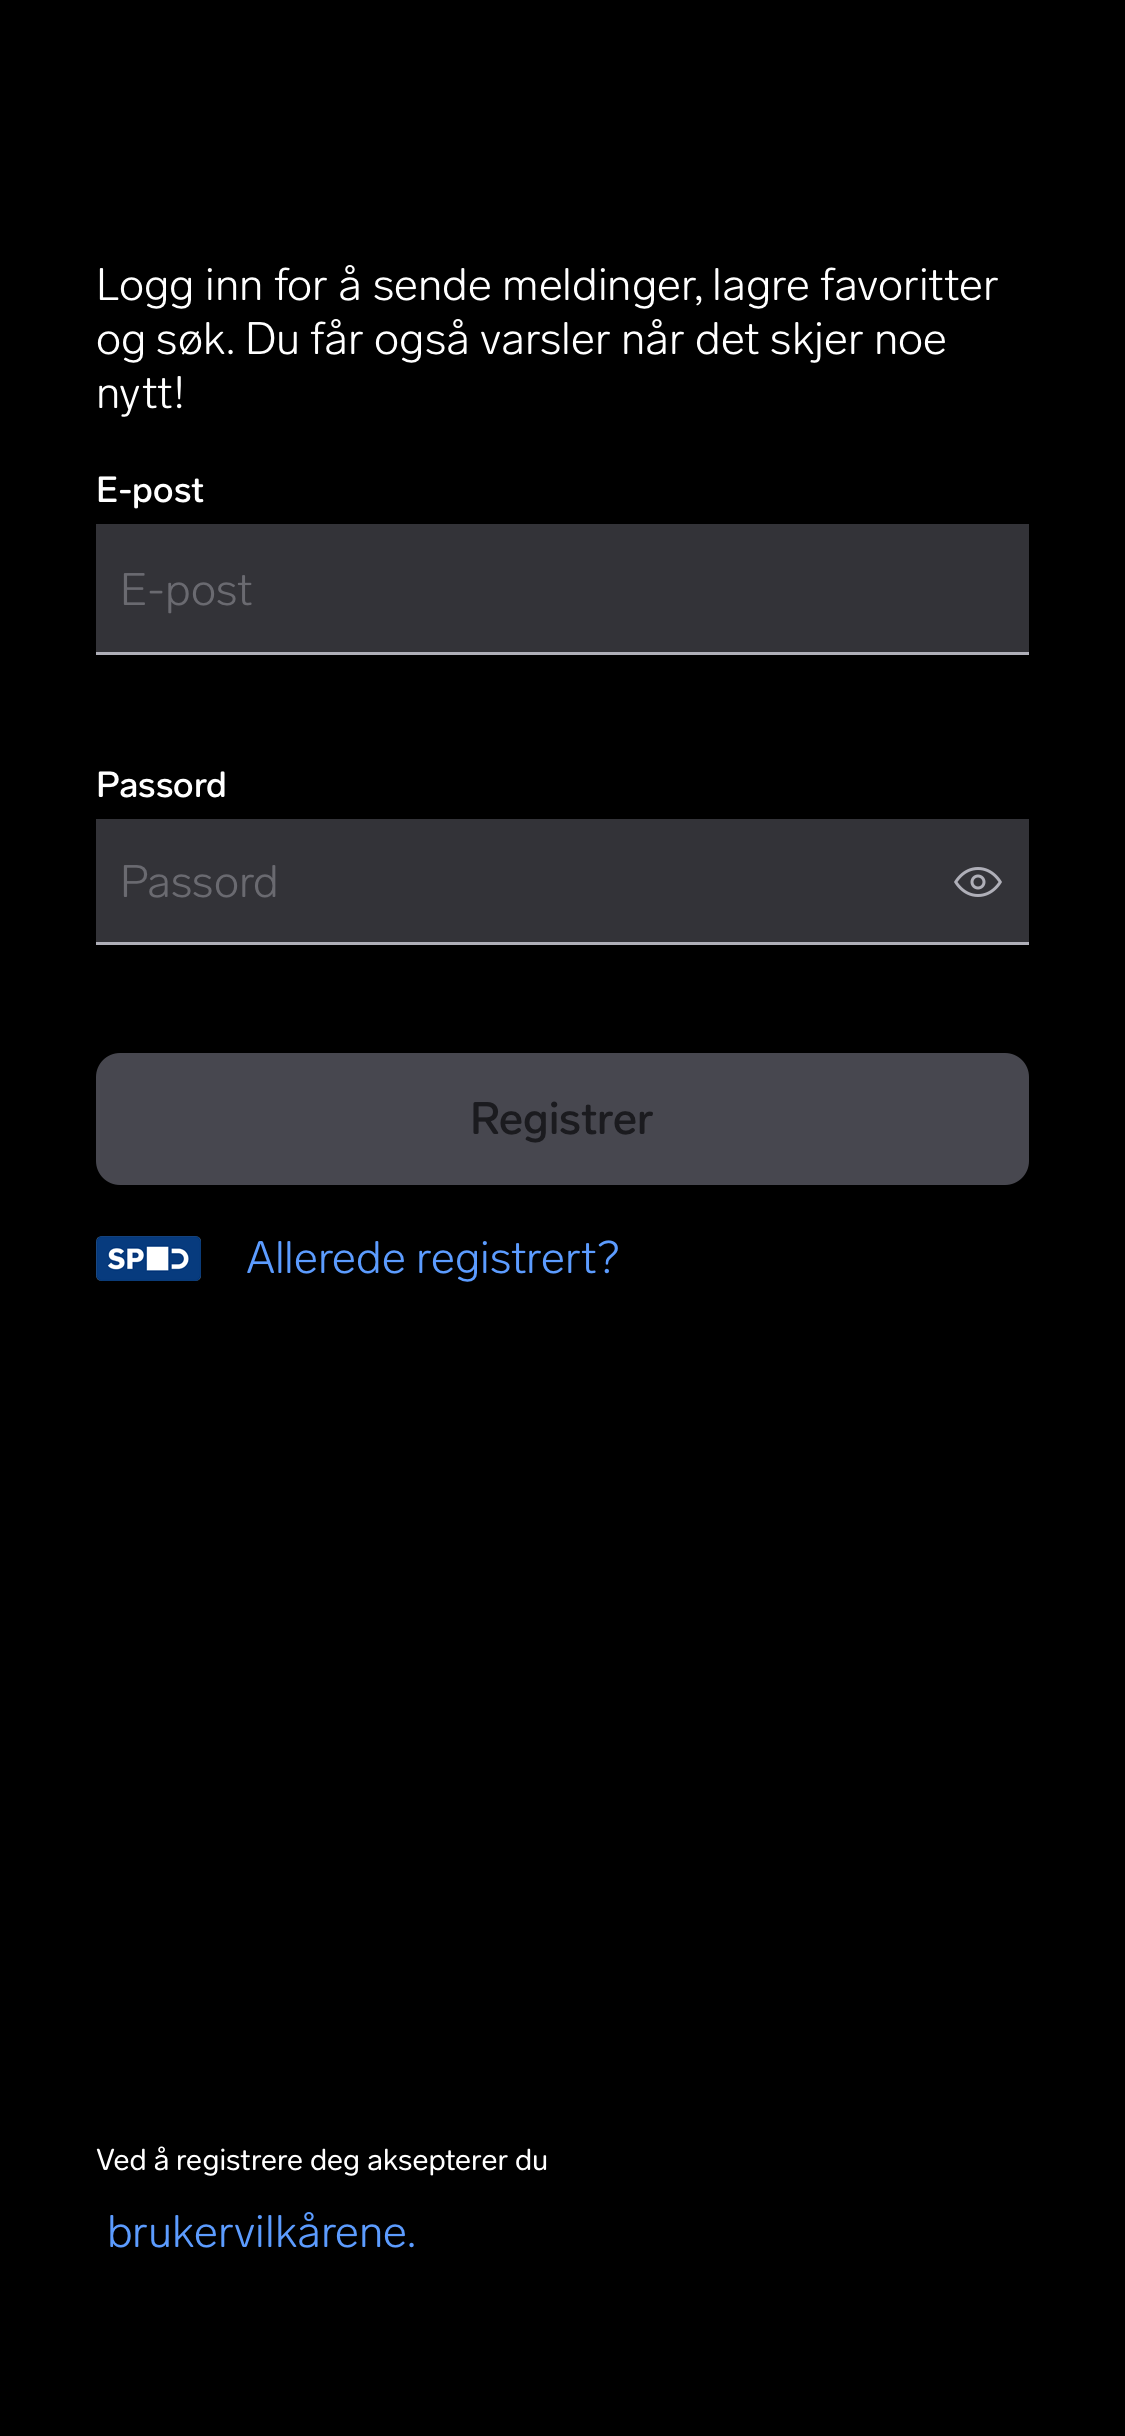 Logg inn for å sende meldinger, lagre favoritter
og søk. Du får også varsler når det skjer noe
nytt!
E-post
E-post
Passord
Passord
Registrer
Allerede registrert?
Ved å registrere deg aksepterer du
brukervilkårene.